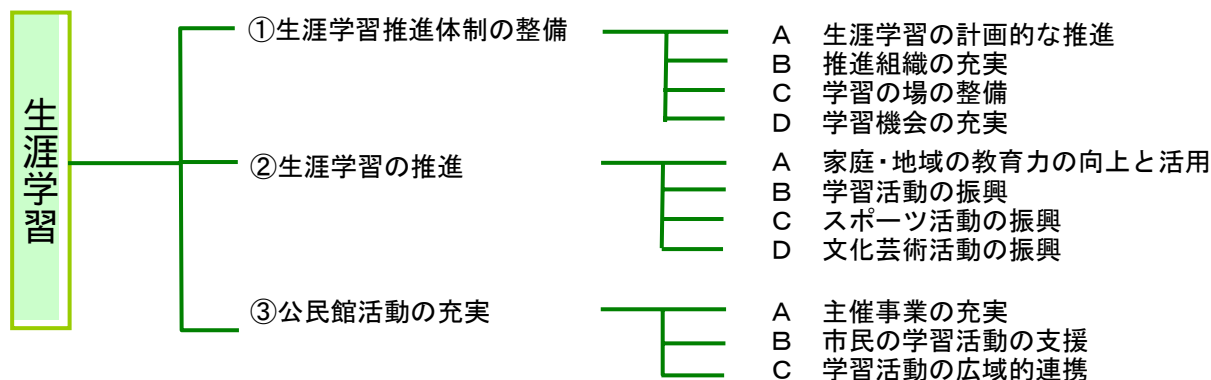 生涯学習
①生涯学習推進体制の整備
A 生涯学習の計画的な推進
B 推進組織の充実
C 学習の場の整備
D 学習機会の充実
②生涯学習の推進
A 家庭・地域の教育力の向上と活用
B 学習活動の振興
C スポーツ活動の振興
D 文化芸術活動の振興
③公民館活動の充実
A 主催事業の充実
B 市民の学習活動の支援
C 学習活動の広域的連携